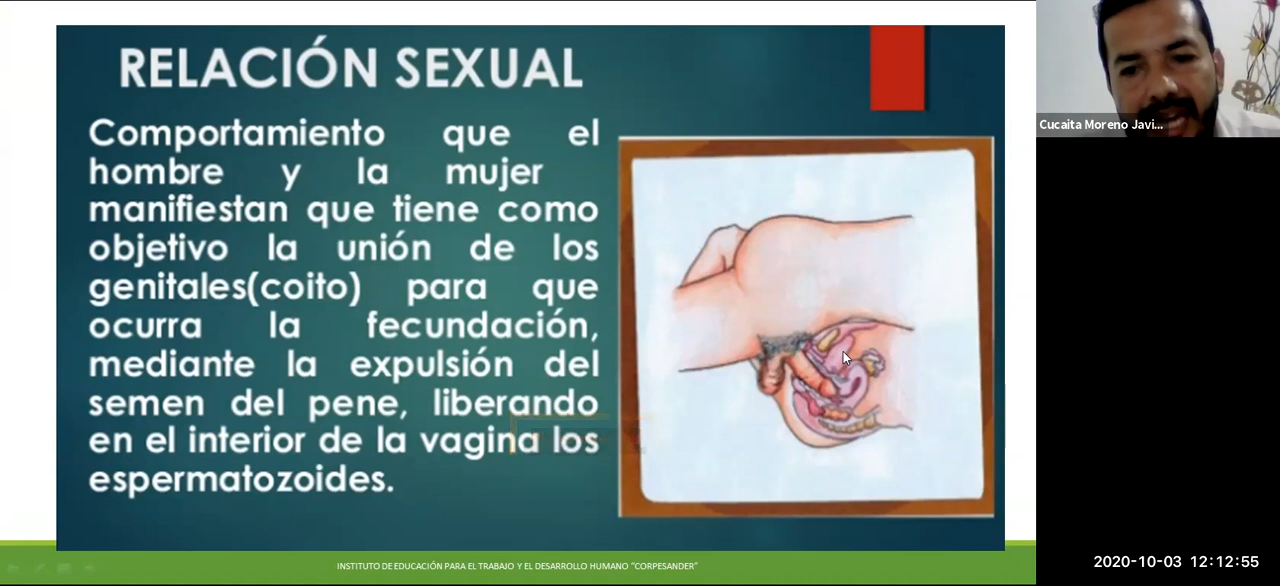 RELACIÓN SEXUAL
Comportamiento que el
hombre y la mujer
manifiestan que tiene como
objetivo la unión de los
genitales(coito) para que
ocurra la fecundación,
mediante la expulsión del
semen del pene, liberando
en el interior de la vagina los
espermatozoides.
INSTITUTO DE EDUCACIÓN PARA EL TRABAJO Y EL DESARROLLO HUMANO "CORPESANDER"
Cucaita Moreno Javi...
2020-10-03 12:12:55